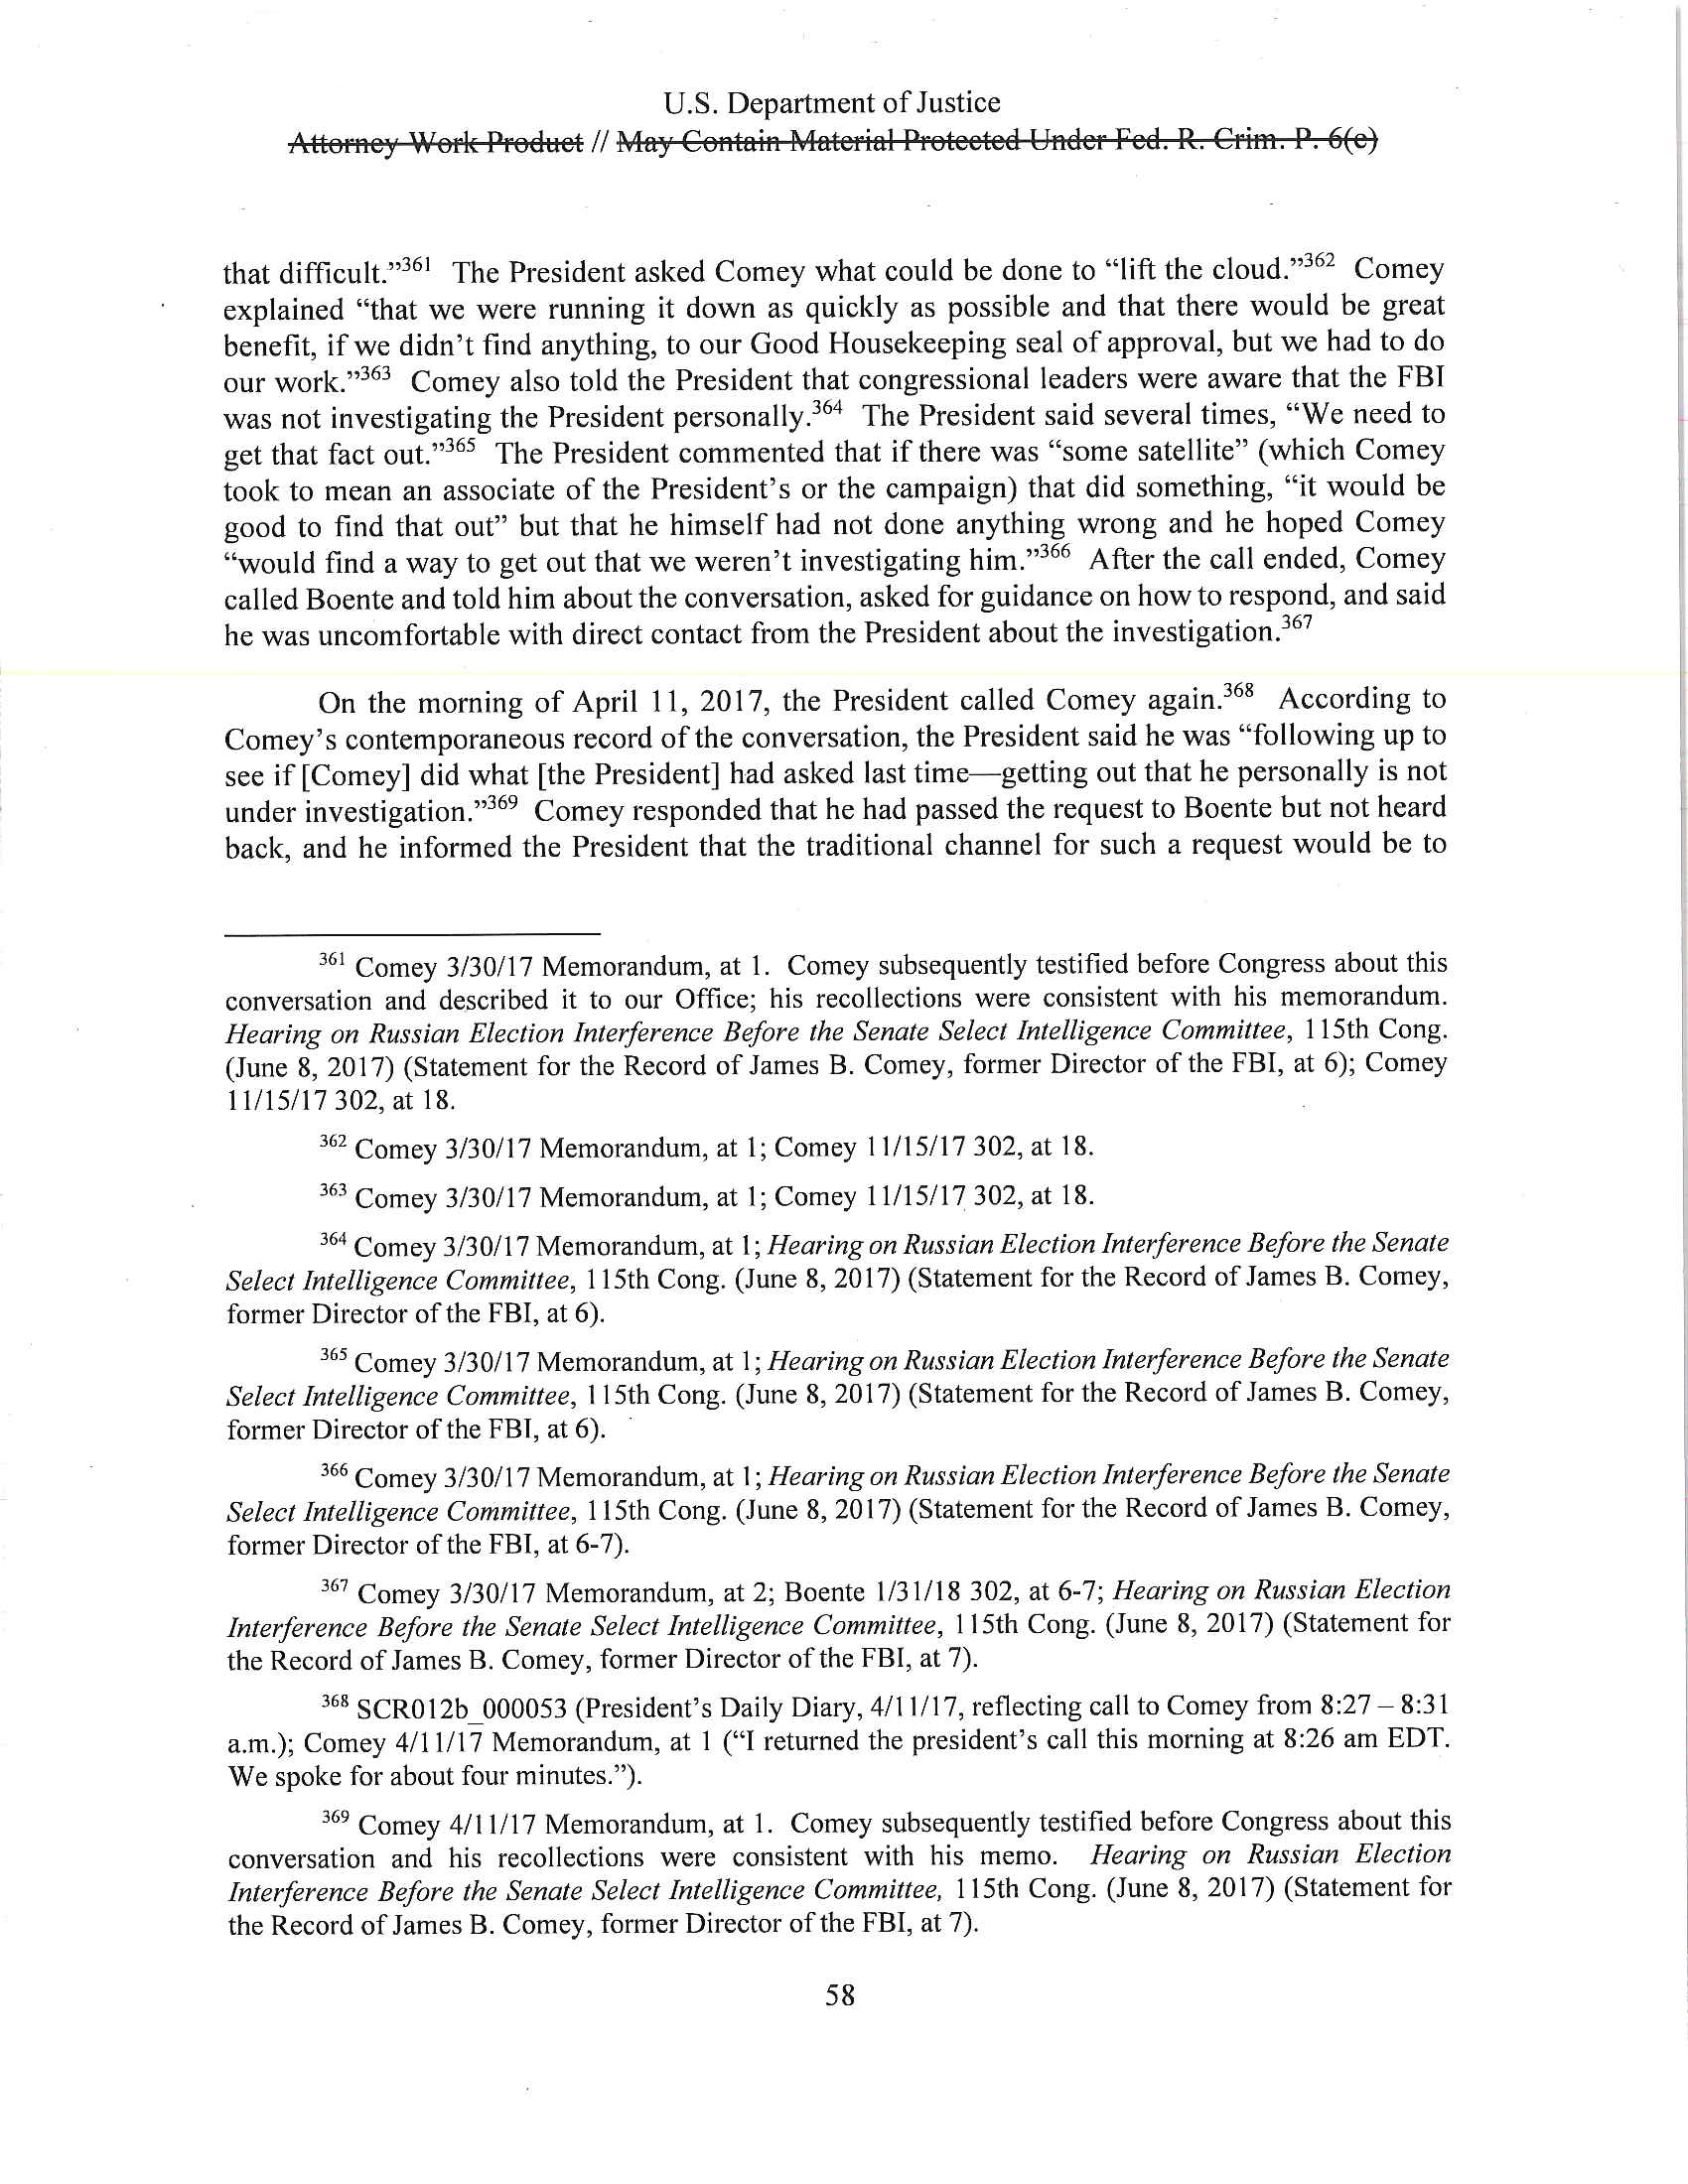 U.S. Department of Justice
Attorney Work Product // May Contain Material Protected Under Fed. R. Crim. P. 6(e)
that difficult.”361 The President asked Comey what could be done to “lift the cloud.”362 Comey
explained “that we were running it down as quickly as possible and that there would be great
benefit, if we didn’t find anything, to our Good Housekeeping seal of approval, but we had to do
our work.”363 Comey also told the President that congressional leaders were aware that the FBI
was not investigating the President personally.364 The President said several times, “We need to
get that fact out.”365 The President commented that if there was “some satellite” (which Comey
took to mean an associate of the President’s or the campaign) that did something, “it would be
good to find that out” but that he himself had not done anything wrong and he hoped Comey
“would find a way to get out that we weren’t investigating him.”366 After the call ended, Comey
called Boente and told him about the conversation, asked for guidance on how to respond, and said
he was uncomfortable with direct contact from the President about the investigation.367
On the morning of April 11, 2017, the President called Comey again.368 According to
Comey’s contemporaneous record of the conversation, the President said he was “following up to
see if [Comey] did what [the President] had asked last time—getting out that he personally is not
under investigation.”369 Comey responded that he had passed the request to Boente but not heard
back, and he informed the President that the traditional channel for such a request would be to
361 Comey 3/30/17 Memorandum, at 1. Comey subsequently testified before Congress about this
conversation and described it to our Office; his recollections were consistent with his memorandum.
Hearing on Russian Election Interference Before the Senate Select Intelligence Committee, 115th Cong.
(June 8, 2017) (Statement for the Record of James B. Comey, former Director of the FBI, at 6); Comey
11/15/17 302, at 18.
362 Comey 3/30/17 Memorandum, at 1; Comey 11/15/17 302, at 18.
363 Comey 3/30/17 Memorandum, at 1; Comey 11/15/17 302, at 18.
364 Comey 3/30/17 Memorandum, at 1; Hearing on Russian Election Interference Before the Senate
Select Intelligence Committee, 115th Cong. (June 8, 2017) (Statement for the Record of James B. Comey,
former Director of the FBI, at 6).
365 Comey 3/30/17 Memorandum, at 1; Hearing on Russian Election Interference Before the Senate
Select Intelligence Committee, 115th Cong. (June 8, 2017) (Statement for the Record of James B. Comey,
former Director of the FBI, at 6).
366 Comey 3/30/17 Memorandum, at 1; Hearing on Russian Election Interference Before the Senate
Select Intelligence Committee, 115th Cong. (June 8, 2017) (Statement for the Record of James B. Comey,
former Director of the FBI, at 6-7).
367 Comey 3/30/17 Memorandum, at 2; Boente 1/31/18 302, at 6-7; Hearing on Russian Election
Interference Before the Senate Select Intelligence Committee, 115th Cong. (June 8, 2017) (Statement for
the Record of James B. Comey, former Director of the FBI, at 7).
368 SCR012b_000053 (President’s Daily Diary, 4/11/17, reflecting call to Comey from 8:27 – 8:31
a.m.); Comey 4/11/17 Memorandum, at 1 (“I returned the president’s call this morning at 8:26 am EDT.
We spoke for about four minutes.”).
369 Comey 4/11/17 Memorandum, at 1. Comey subsequently testified before Congress about this
conversation and his recollections were consistent with his memo. Hearing on Russian Election
Interference Before the Senate Select Intelligence Committee, 115th Cong. (June 8, 2017) (Statement for
the Record of James B. Comey, former Director of the FBI, at 7).
58